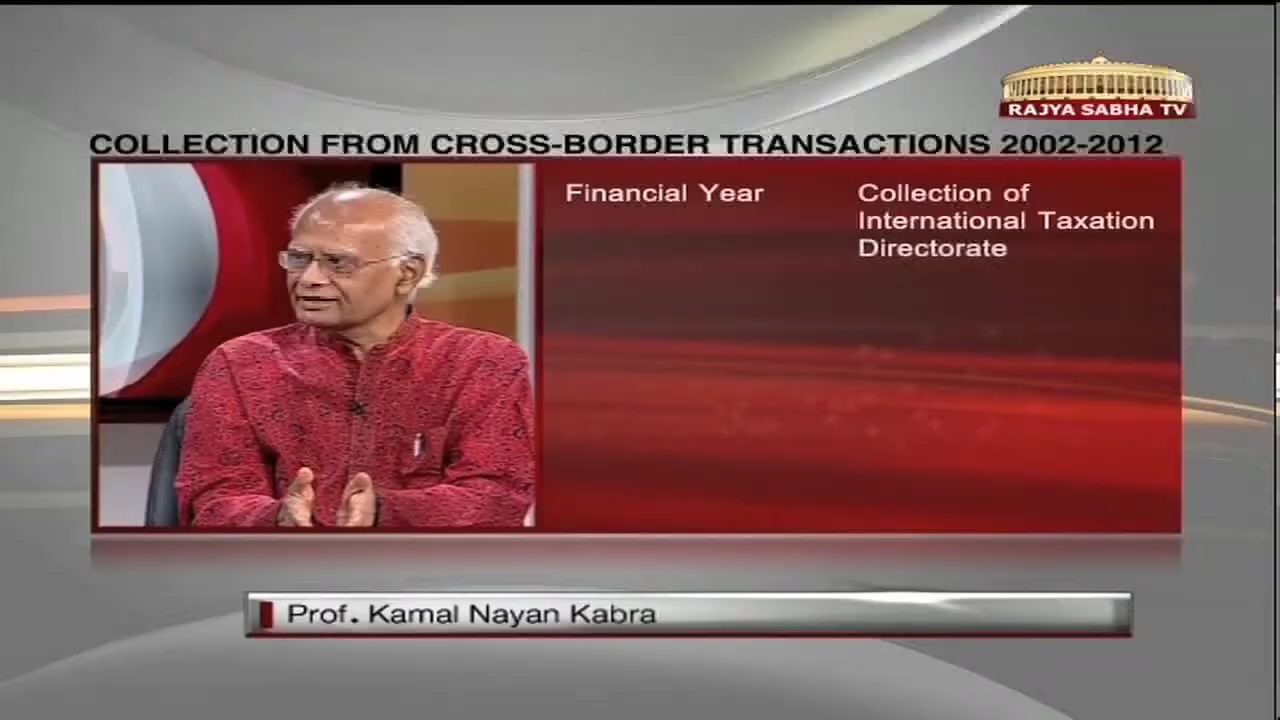 RAJYA SABHA TV
COLLECTION FROM CROSS-BORDER TRANSACTIONS 2002-2012
Financial Year
Collection of
International Taxation
Directorate
Prof. Kamal Nayan Kabra